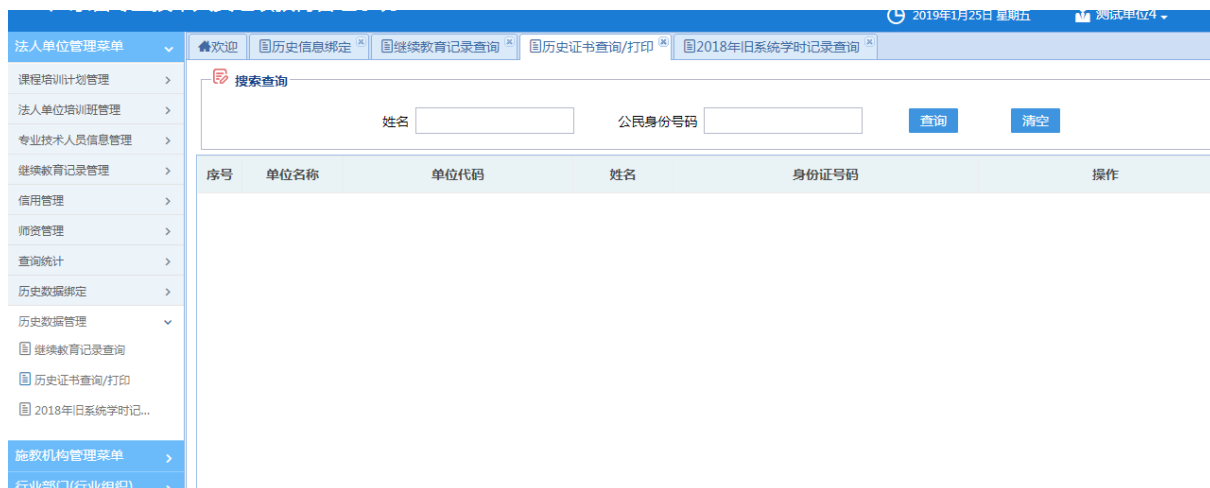 2019年1月25日 星期五 测试单位4
法人单位管理菜单
欢迎 历史信息绑定 继续教育记录查询 历史证书查询/打印 2018年旧系统学时记录查询
课程培训计划管理
法人单位培训班管理
专业技术人员信息管理
继续教育记录管理
信用管理
师资管理
查询统计
历史数据绑定
历史数据管理
继续教育记录查询
历史证书查询/打印
2018年旧系统学时记...
施教机构管理菜单
行业部门(行业组织)
搜索查询
姓名 公民身份号码 查询 清空
序号 单位名称 单位代码 姓名 身份证号码 操作